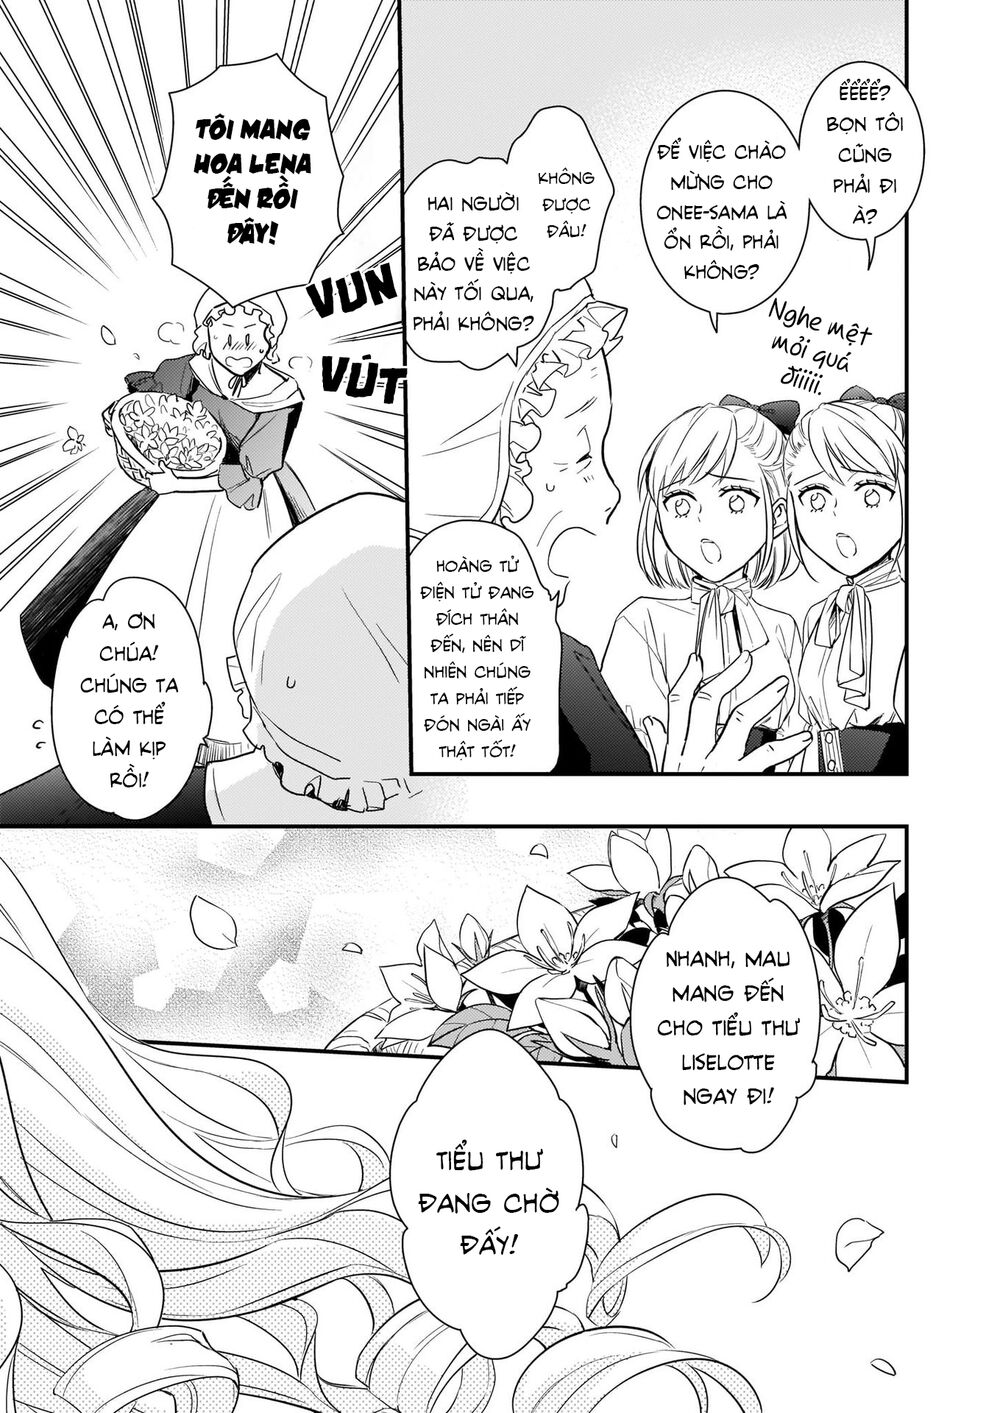 ỂỂỂỂ?
BỌN TÔI
CŨNG
PHẢI ĐI
À?
ĐỂ VIỆC CHÀO
MỪNG CHO
ONEE-SAMA LÀ
ỔN RỒI, PHẢI
KHÔNG?
Nghe mệt
mỏi quá
điiiii.
KHÔNG
ĐƯỢC
ĐÂU!
HAI NGƯỜI
ĐÃ ĐƯỢC
BẢO VỀ VIỆC
NÀY TỐI QUA,
PHẢI KHÔNG?
HOÀNG TỬ
ĐIỆN TỬ ĐANG
ĐÍCH THÂN
ĐẾN, NÊN DĨ
NHIÊN CHÚNG
TA PHẢI TIẾP
ĐÓN NGÀI ẤY
THẬT TỐT!
TÔI MANG
HOA LENA
ĐẾN RỒI
ĐÂY!
VUN
VÚT
A, ƠN
CHÚA!
CHÚNG TA
CÓ THỂ
LÀM KỊP
RỒI!
NHANH, MAU
MANG ĐẾN
CHO TIỂU THƯ
LISELOTTE
NGAY ĐI!
TIỂU THƯ
ĐANG CHỜ
ĐẤY!